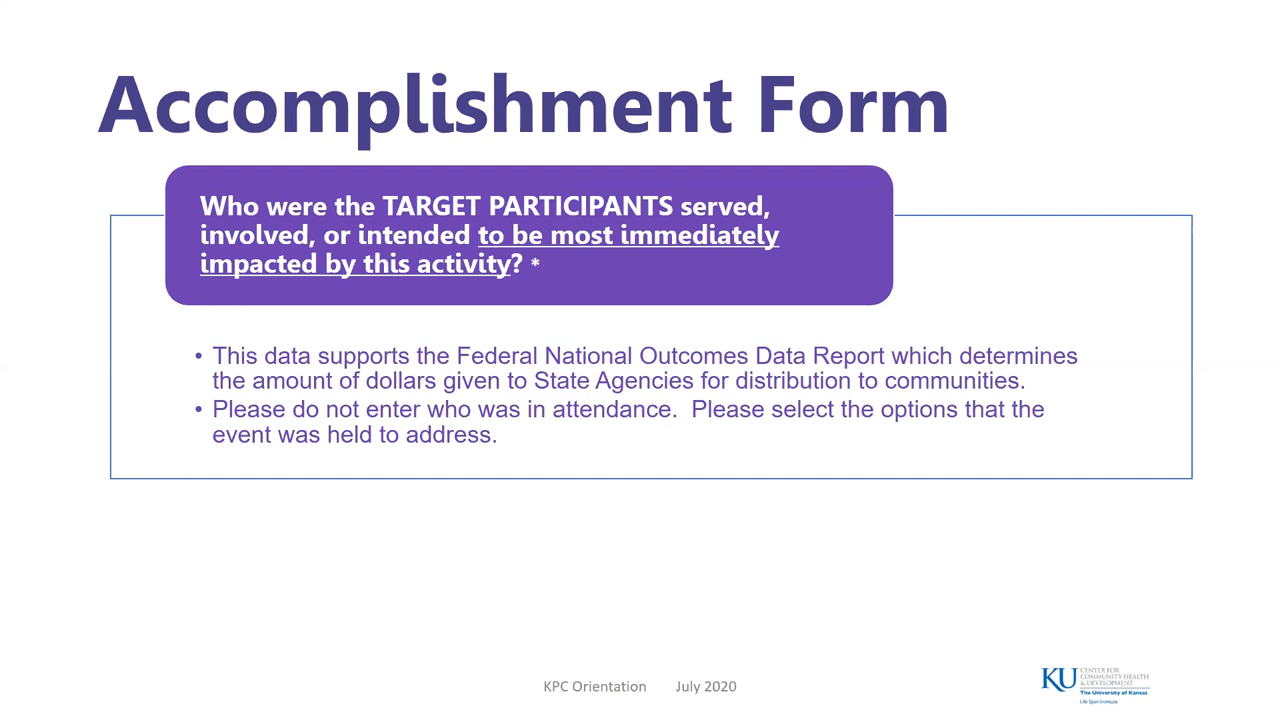 Accomplishment Form
Who were the TARGET PARTICIPANTS served,
involved, or intended to be most immediately
impacted by this activity? *
• This data supports the Federal National Outcomes Data Report which determines
the amount of dollars given to State Agencies for distribution to communities.
• Please do not enter who was in attendance.  Please select the options that the
event was held to address.
KPC Orientation July 2020
KU
CENTER FOR
COMMUNITY HEALTH
& DEVELOPMENT
The University of Kansas
Life Span Institute